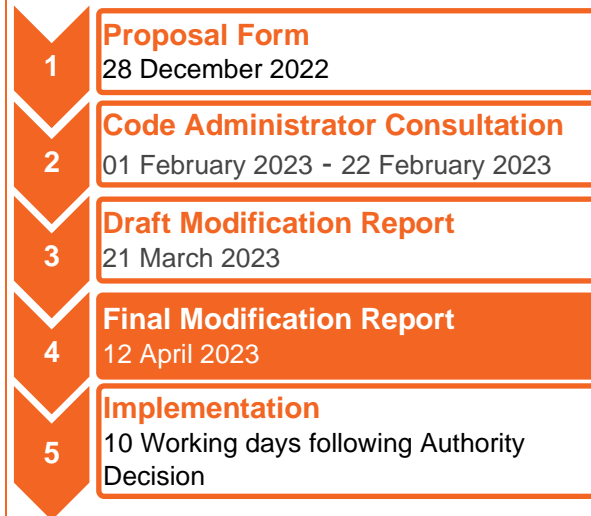 1
Proposal Form
28 December 2022
2
Code Administrator Consultation
01 February 2023 - 22 February 2023
3
Draft Modification Report
21 March 2023
4
Final Modification Report
12 April 2023
5
Implementation
10 Working days following Authority
Decision